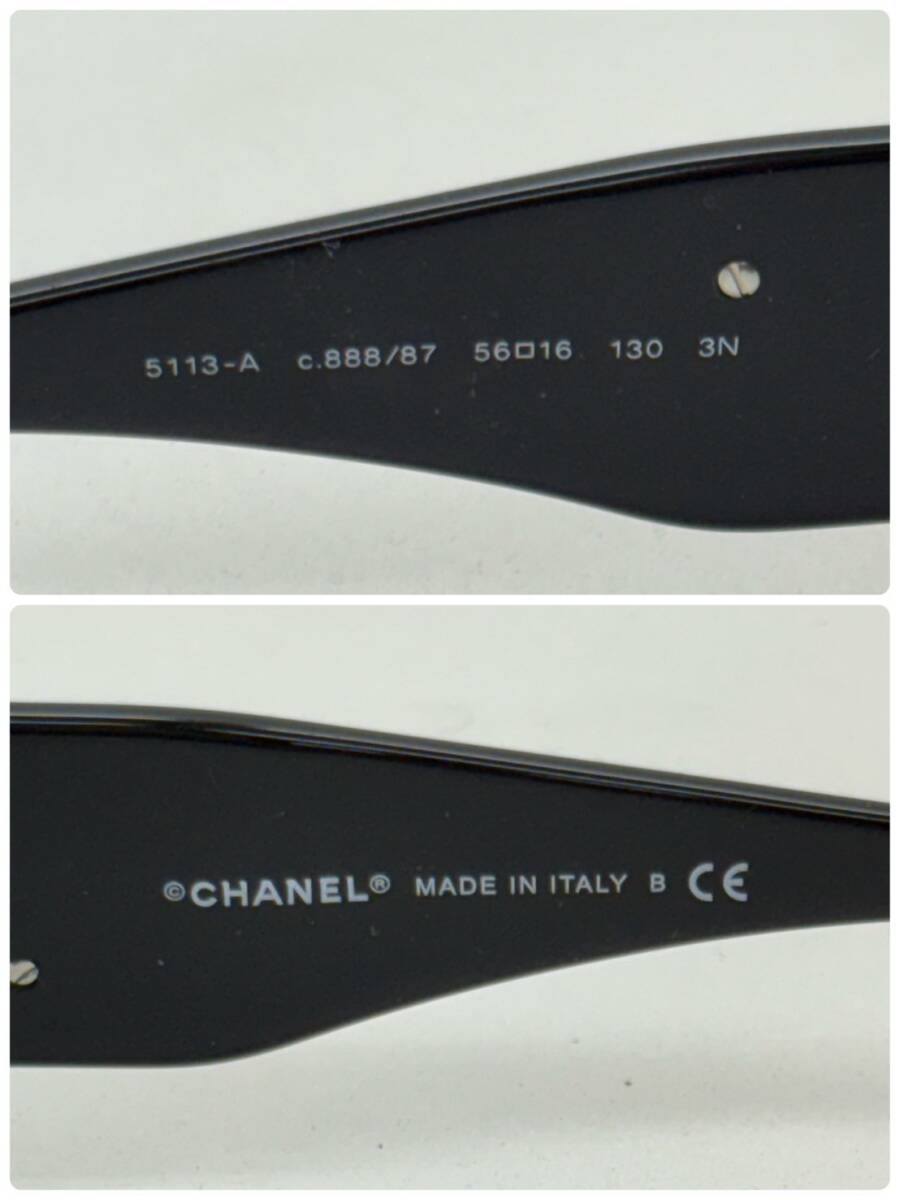 5113-A c.888/87 56□16 130 3N
©CHANEL® MADE IN ITALY B CE